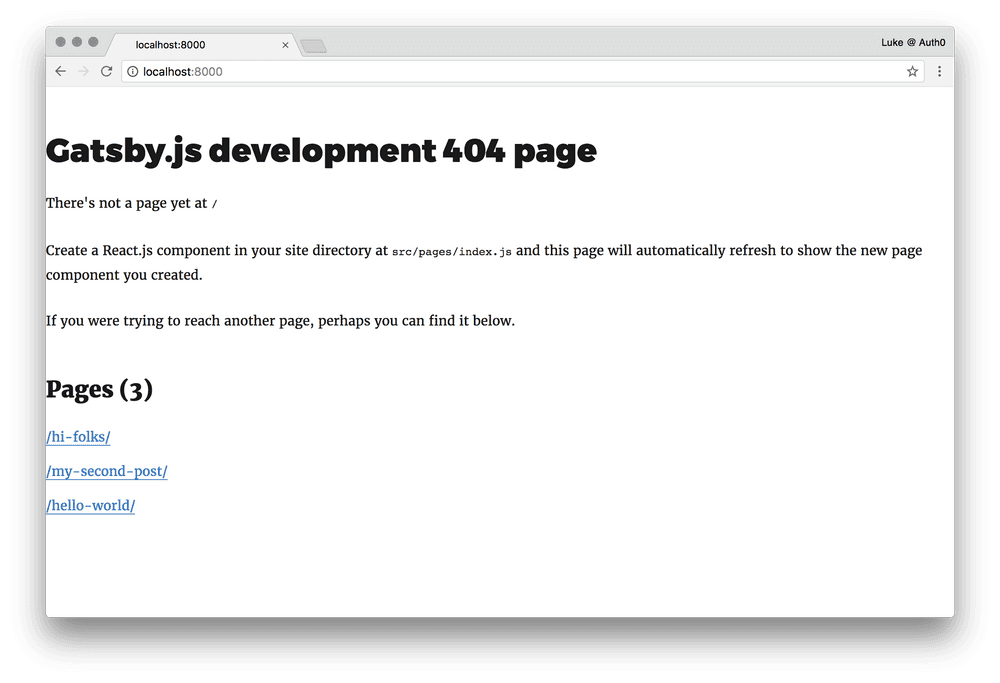 localhost:8000
Luke @ Auth0
localhost:8000
Gatsby.js development 404 page
There's not a page yet at /
Create a React.js component in your site directory at src/pages/index.js and this page will automatically refresh to show the new page
component you created.
If you were trying to reach another page, perhaps you can find it below.
Pages (3)
/hi-folks/
/my-second-post/
/hello-world/